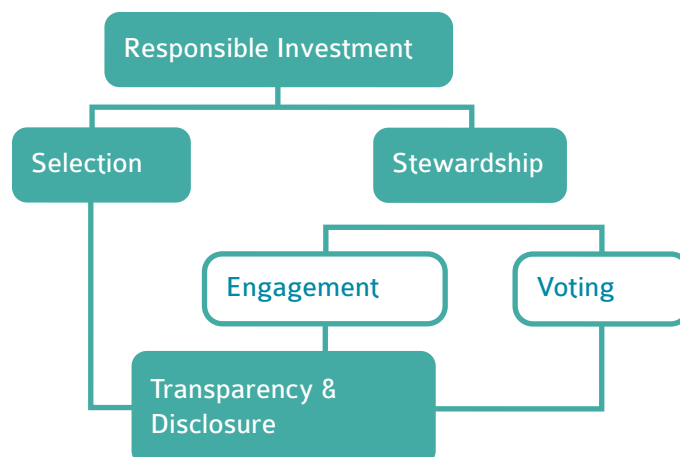 Responsible Investment
Selection
Stewardship
Engagement
Voting
Transparency &
Disclosure